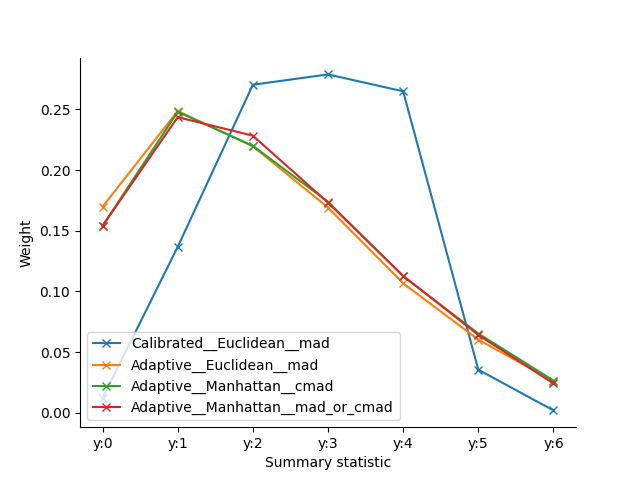 0.25
0.20
0.15
0.10
0.05
0.00
Weight
Calibrated__Euclidean__mad
Adaptive__Euclidean__mad
Adaptive__Manhattan__cmad
Adaptive__Manhattan__mad_or_cmad
y:0 y:1 y:2 y:3 y:4 y:5 y:6
Summary statistic